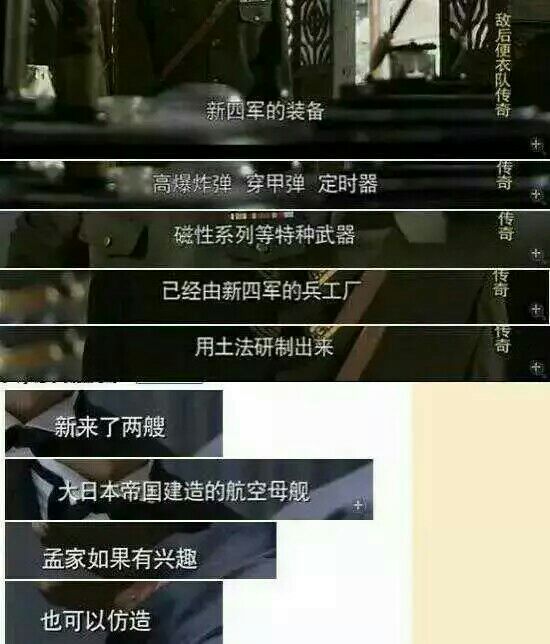 敌后便衣队传奇
新四军的装备
传奇
高爆炸弹 穿甲弹 定时器
传奇
磁性系列等特种武器
传奇
已经由新四军的兵工厂
传奇
用土法研制出来
新来了两艘
大日本帝国建造的航空母舰
孟家如果有兴趣
也可以仿造